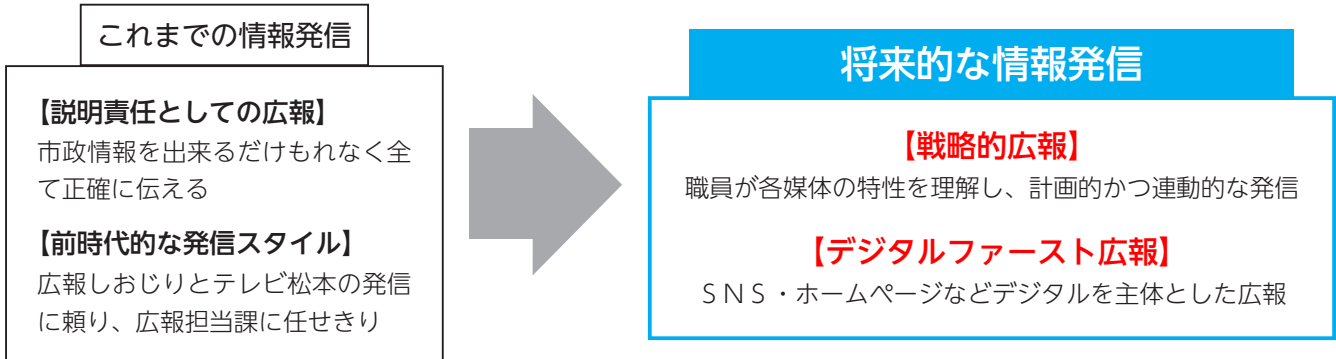 これまでの情報発信
【説明責任としての広報】
市政情報を出来るだけもれなく全
て正確に伝える
【前時代的な発信スタイル】
広報しおじりとテレビ松本の発信
に頼り、広報担当課に任せきり
将来的な情報発信
【戦略的広報】
職員が各媒体の特性を理解し、計画的かつ連動的な発信
【デジタルファースト広報】
ＳＮＳ・ホームページなどデジタルを主体とした広報